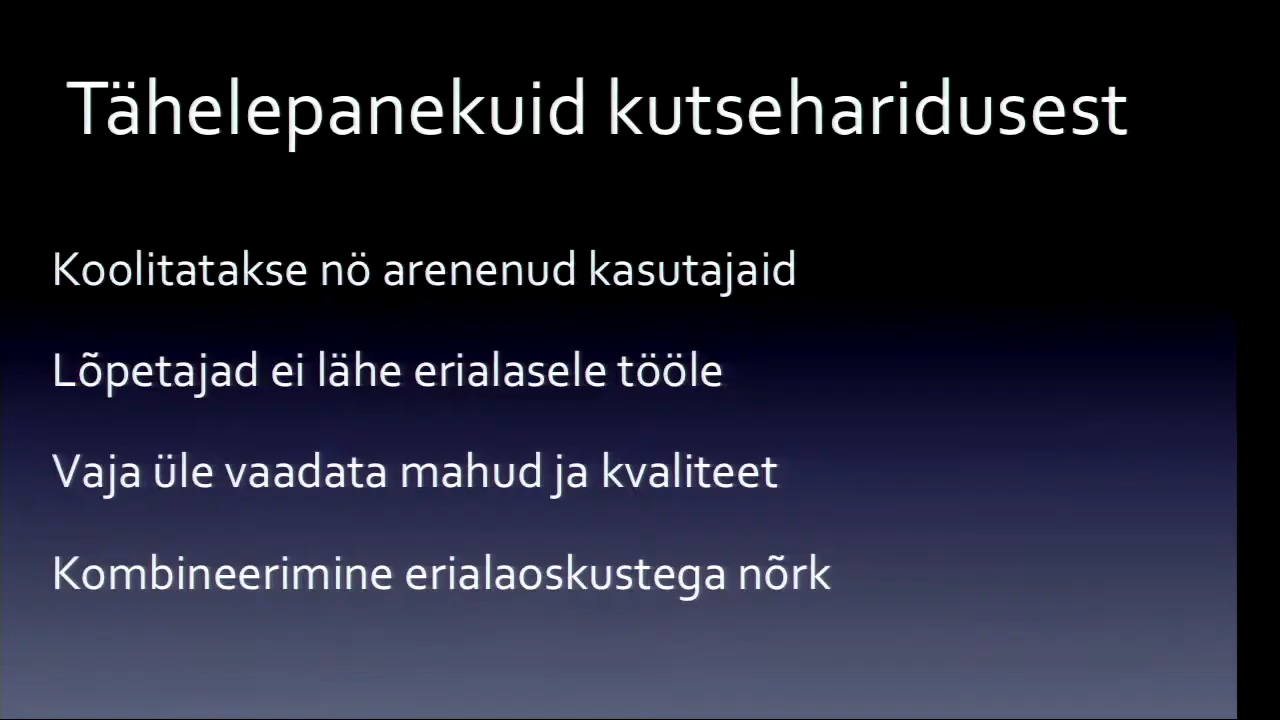 Tähelepanekuid kutseharidusest
Koolitatakse nö arenenud kasutajaid
Lõpetajad ei lähe erialasele tööle
Vaja üle vaadata mahud ja kvaliteet
Kombineerimine erialaoskustega nõrk